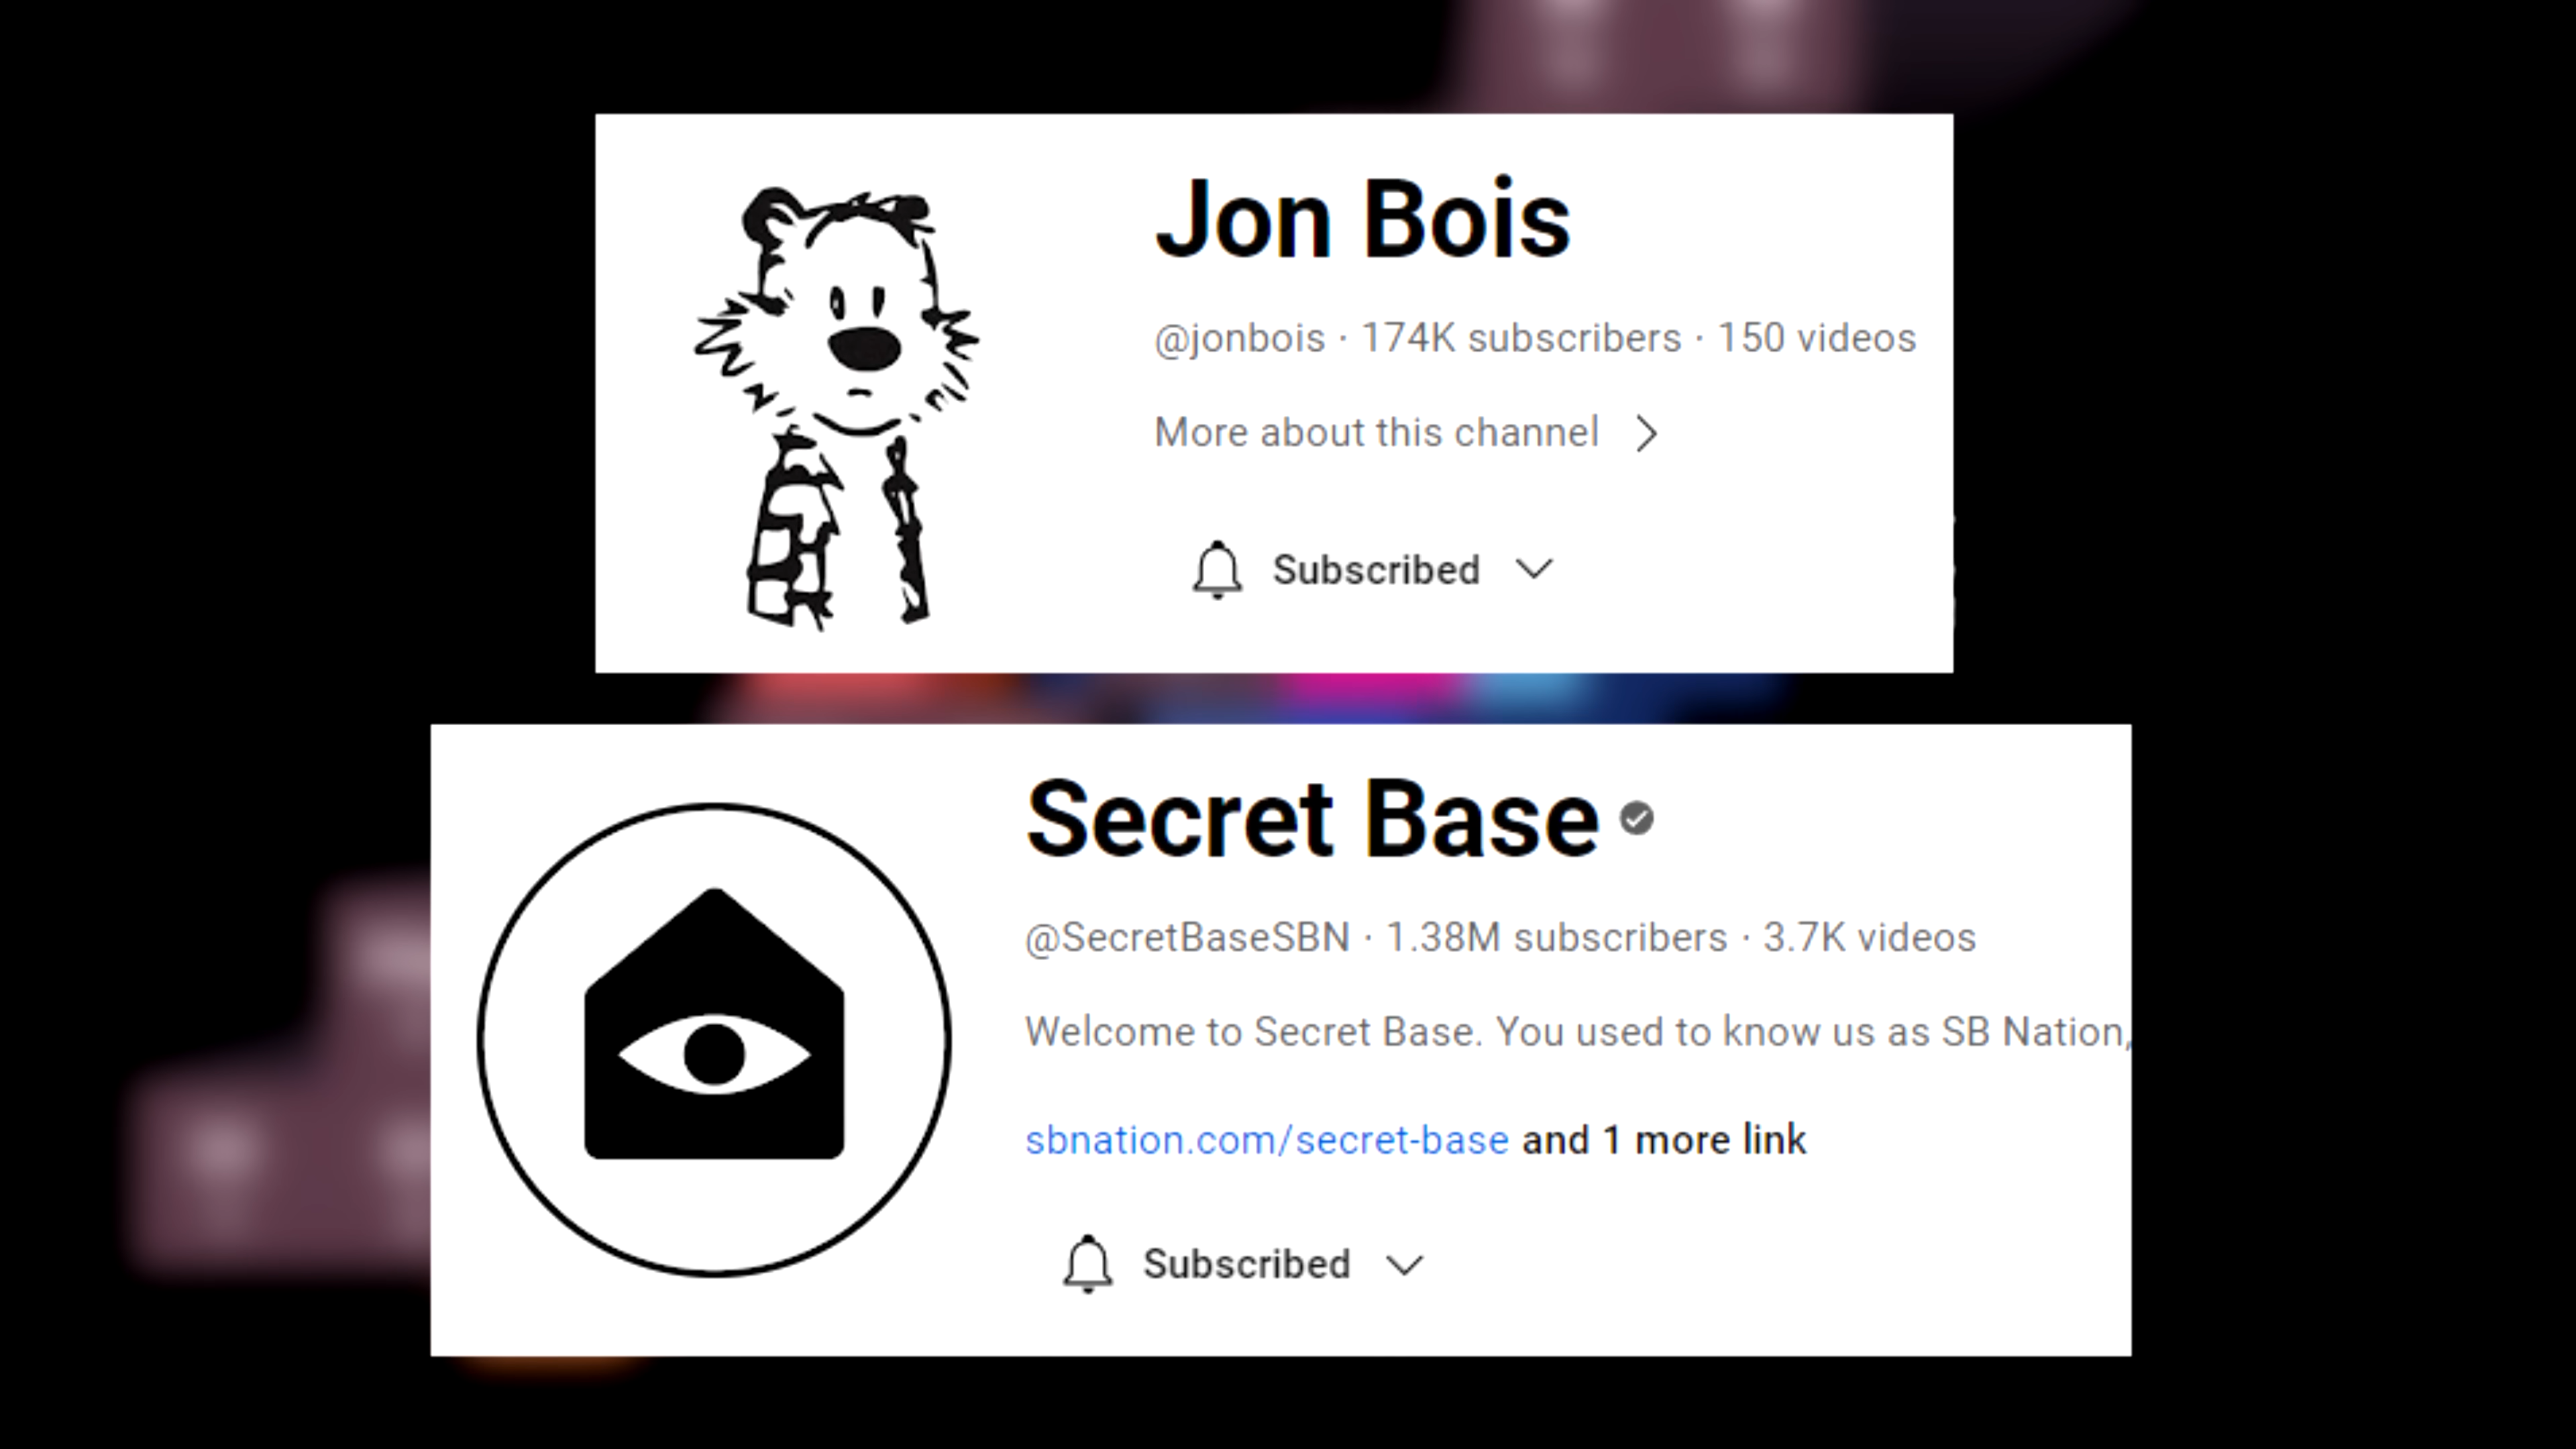 Jon Bois
@jonbois · 174K subscribers · 150 videos
More about this channel
Subscribed
Secret Base
@SecretBaseSBN · 1.38M subscribers · 3.7K videos
Welcome to Secret Base. You used to know us as SB Nation,
sbnation.com/secret-base and 1 more link
Subscribed